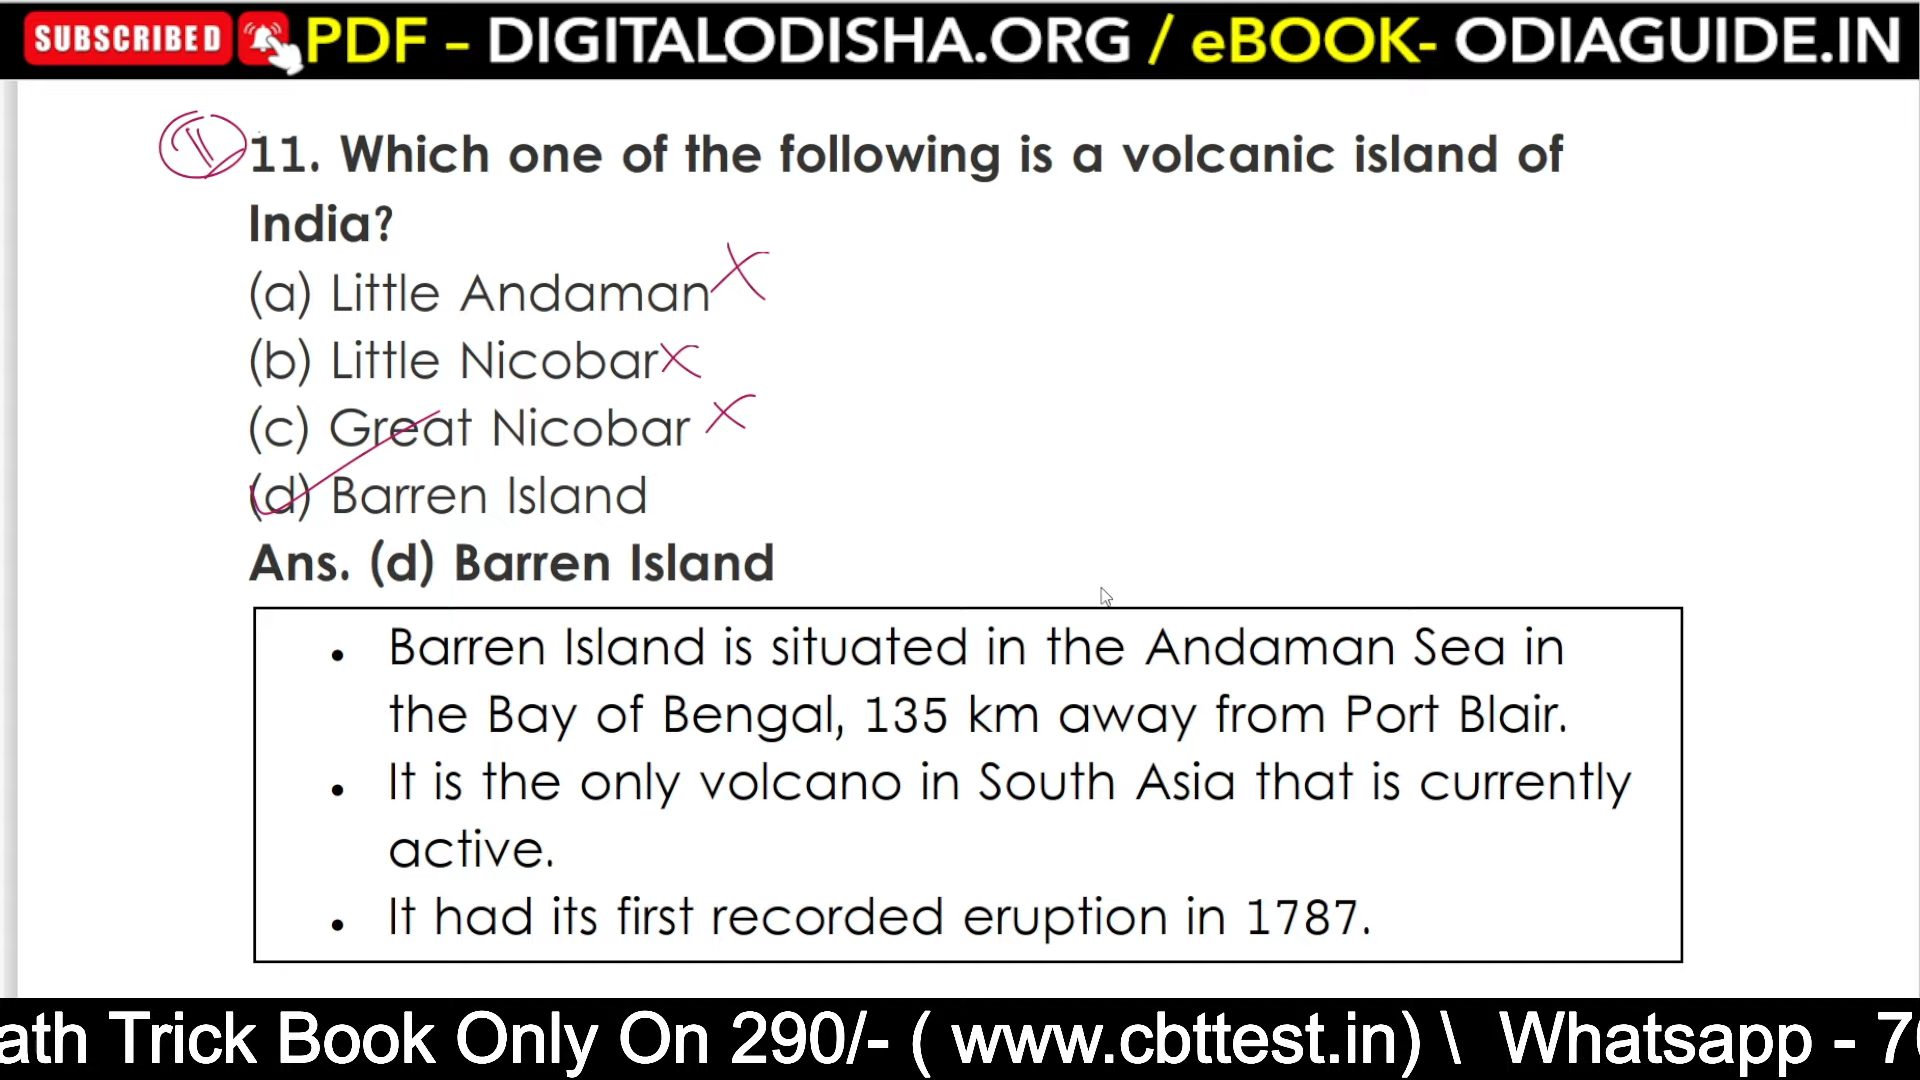 SUBSCRIBED PDF – DIGITALODISHA.ORG / eBOOK- ODIAGUIDE.IN
11. Which one of the following is a volcanic island of
India?
(a) Little Andaman
(b) Little Nicobar
(c) Great Nicobar
(d) Barren Island
Ans. (d) Barren Island
• Barren Island is situated in the Andaman Sea in
the Bay of Bengal, 135 km away from Port Blair.
• It is the only volcano in South Asia that is currently
active.
• It had its first recorded eruption in 1787.
ath Trick Book Only On 290/- ( www.cbttest.in) \ Whatsapp - 7